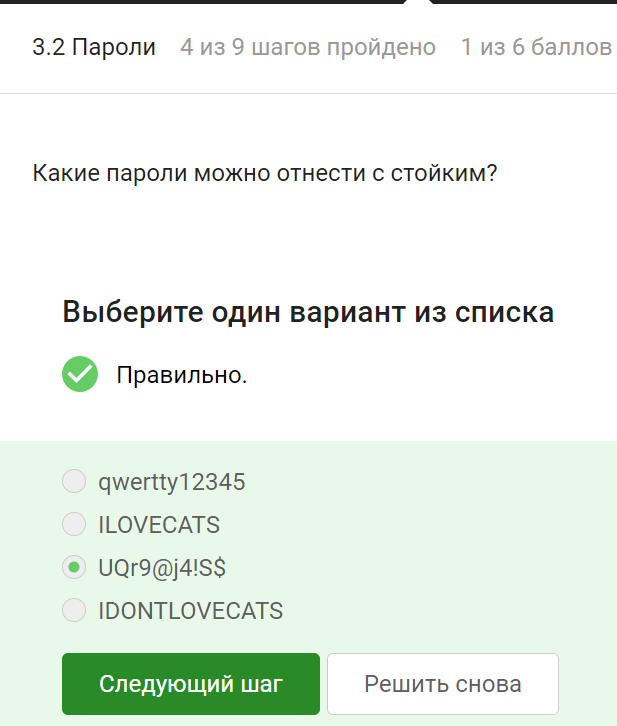 3.2 Пароли 4 из 9 шагов пройдено 1 из 6 баллов
Какие пароли можно отнести с стойким?
Выберите один вариант из списка
Правильно.
qwertty12345
ILOVECATS
UQr9@j4!S$
IDONTLOVECATS
Следующий шаг Решить снова